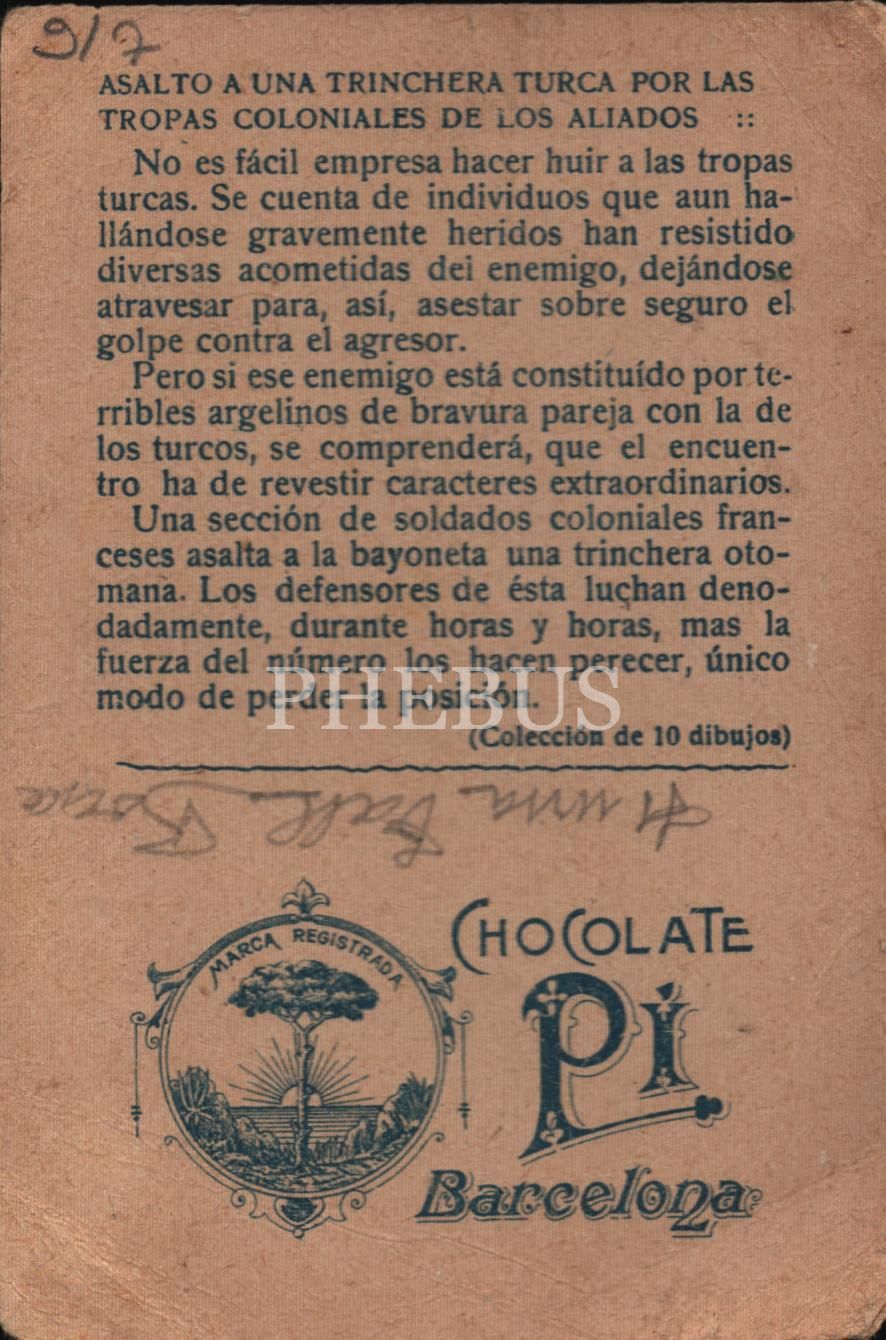 9/7
ASALTO A UNA TRINCHERA TURCA POR LAS
TROPAS COLONIALES DE LOS ALIADOS ::
No es fácil empresa hacer huir a las tropas
turcas. Se cuenta de individuos que aun ha-
llándose gravemente heridos han resistido
diversas acometidas del enemigo, dejándose
atravesar para, así, asestar sobre seguro el
golpe contra el agresor.
Pero si ese enemigo está constituído por te-
rribles argelinos de bravura pareja con la de
los turcos, se comprenderá, que el encuen-
tro ha de revestir caracteres extraordinarios.
Una sección de soldados coloniales fran-
ceses asalta a la bayoneta una trinchera oto-
mana. Los defensores de ésta luchan deno-
dadamente, durante horas y horas, mas la
fuerza del número los hacen perecer, único
modo de perder la posición.
PHEBUS
(Colección de 10 dibujos)
MARCA REGISTRADA
CHOCOLATE
Pi
Barcelona